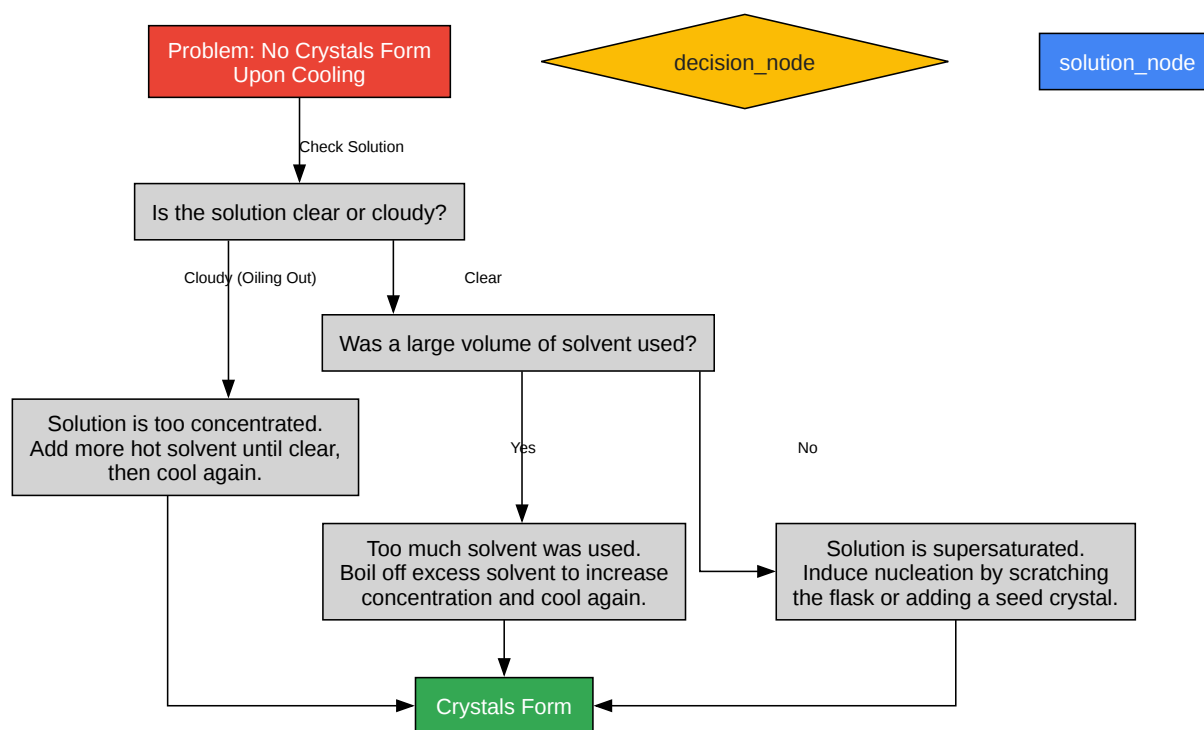 Problem: No Crystals Form
Upon Cooling
decision_node
solution_node
Check Solution
Is the solution clear or cloudy?
Cloudy (Oiling Out)
Clear
Was a large volume of solvent used?
Solution is too concentrated.
Add more hot solvent until clear,
then cool again.
Yes
No
Too much solvent was used.
Boil off excess solvent to increase
concentration and cool again.
Solution is supersaturated.
Induce nucleation by scratching
the flask or adding a seed crystal.
Crystals Form